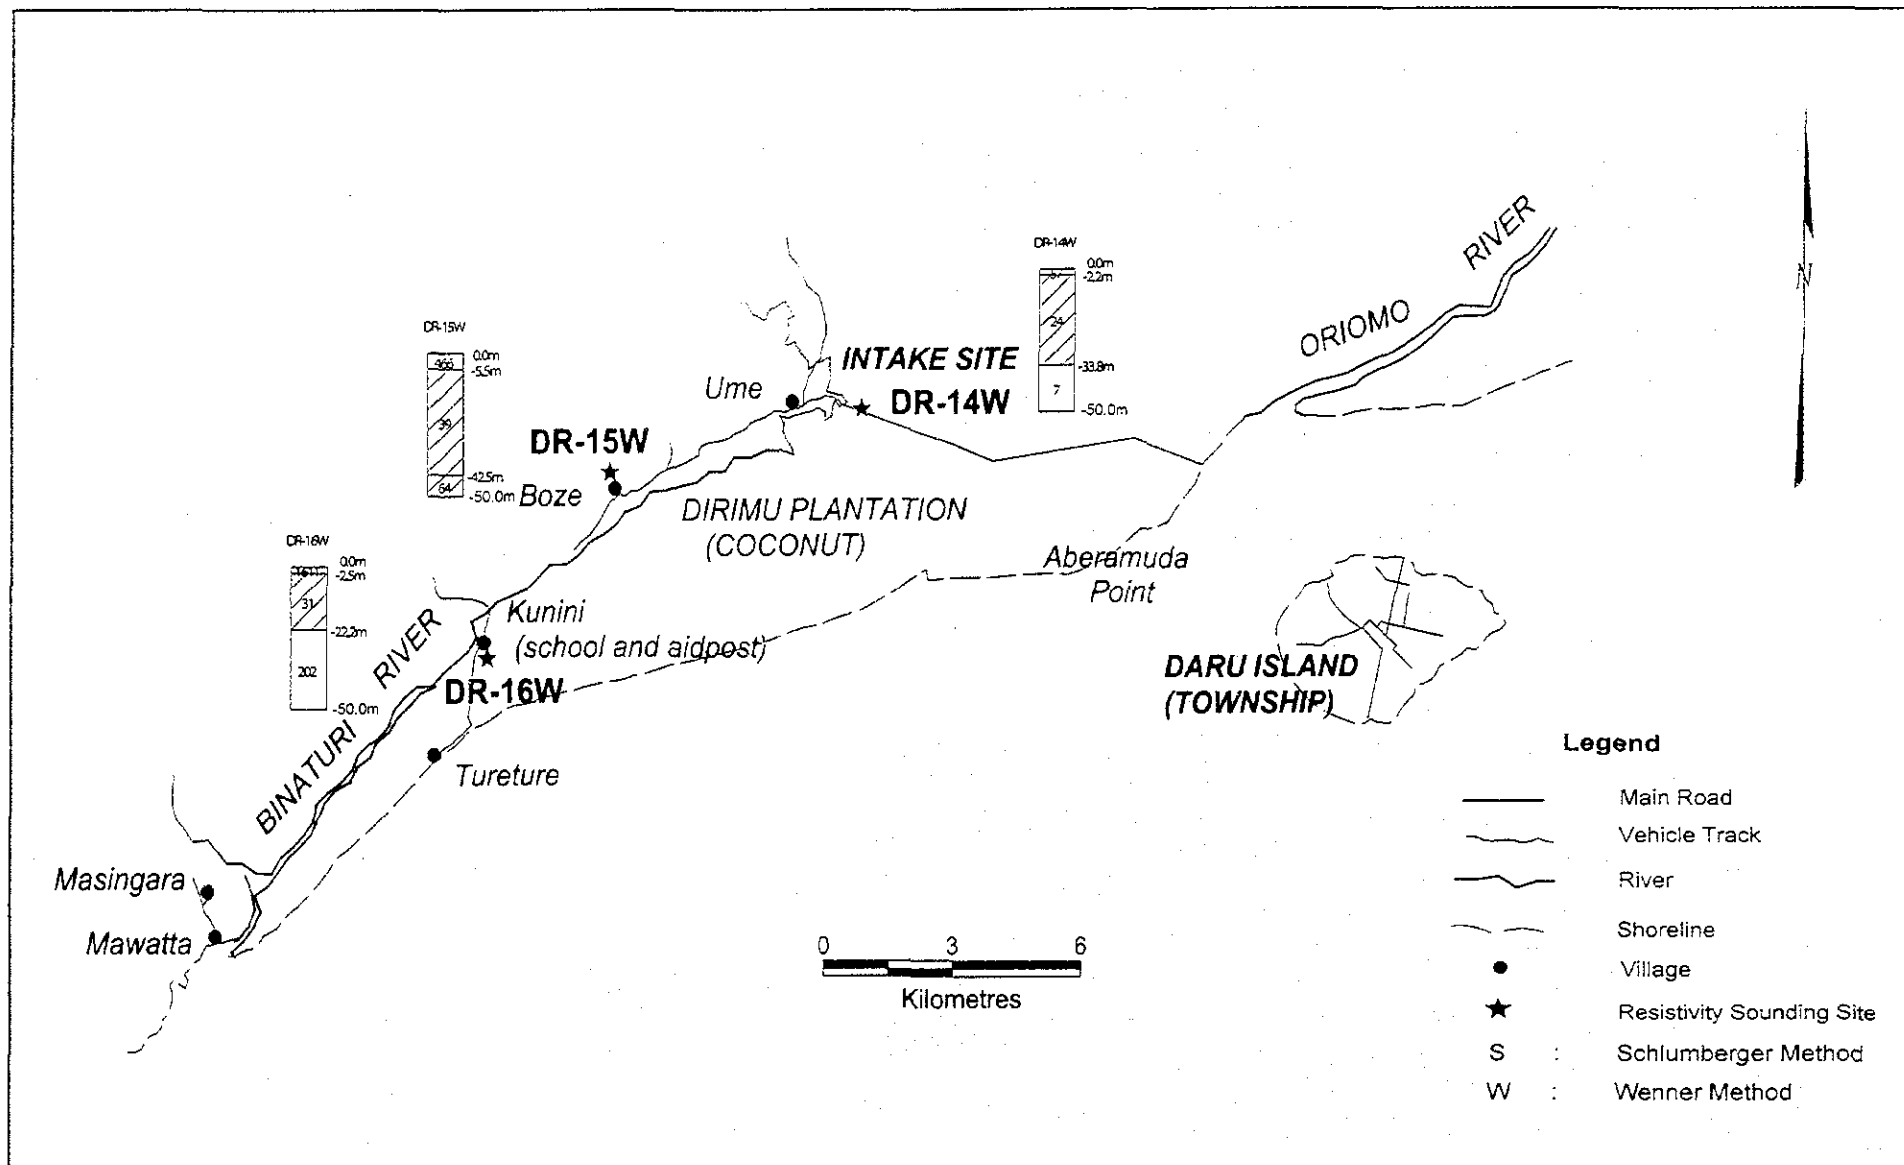 RIVER
ORIOMO
N
DR-14W
0.0m
-2.2m
24
-33.8m
7
-50.0m
INTAKE SITE
DR-14W
Ume
DR-15W
0.0m
466
-5.5m
39
-42.5m
64
-50.0m
DR-15W
Boze
DIRIMU PLANTATION
(COCONUT)
Aberamuda
Point
DR-16W
0.0m
-2.5m
31
-22.2m
202
-50.0m
Kunini
(school and aidpost)
DR-16W
BINATURI RIVER
Tureture
DARU ISLAND
(TOWNSHIP)
Masingara
Mawatta
0 3 6
Kilometres
Legend
Main Road
Vehicle Track
River
Shoreline
Village
Resistivity Sounding Site
S : Schlumberger Method
W : Wenner Method